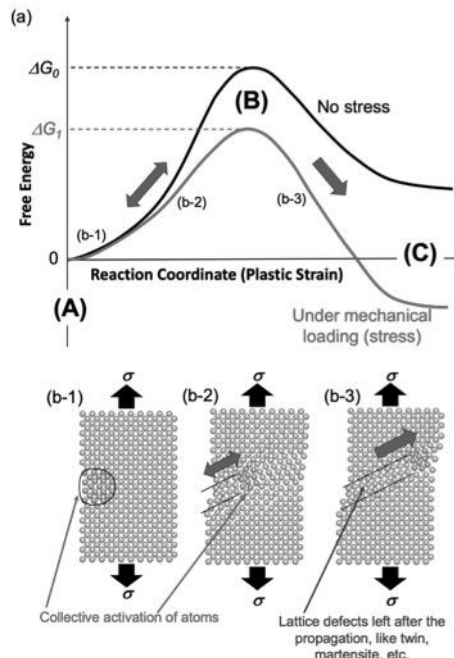 (a)
ΔG₀
(B)
No stress
ΔG₁
Free Energy
(b-2)
(b-3)
(b-1)
0
Reaction Coordinate (Plastic Strain)
(C)
(A)
Under mechanical
loading (stress)
σ σ σ
(b-1) (b-2) (b-3)
σ σ σ
Collective activation of atoms
Lattice defects left after the
propagation, like twin,
martensite, etc.